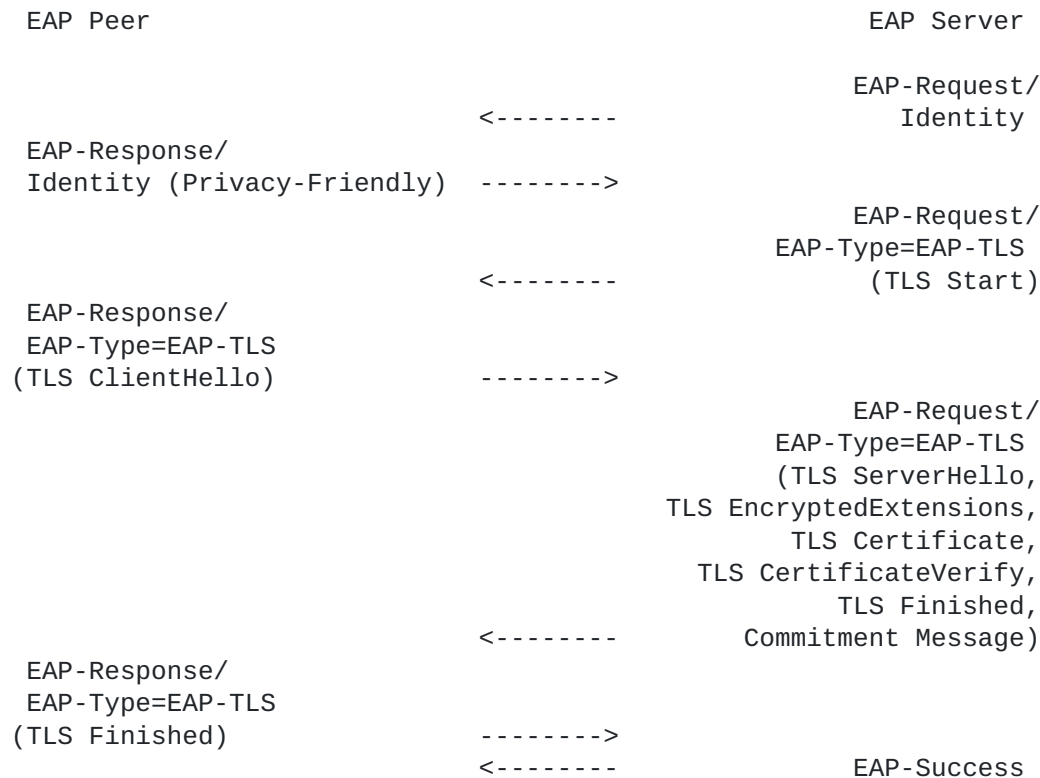 EAP Peer                                               EAP Server

                                                     EAP-Request/
                              <--------                  Identity
EAP-Response/
Identity (Privacy-Friendly)   -------->
                                                     EAP-Request/
                                                EAP-Type=EAP-TLS
                              <--------               (TLS Start)
EAP-Response/
EAP-Type=EAP-TLS
(TLS ClientHello)             -------->
                                                     EAP-Request/
                                                EAP-Type=EAP-TLS
                                                (TLS ServerHello,
                                         TLS EncryptedExtensions,
                                                 TLS Certificate,
                                           TLS CertificateVerify,
                                                    TLS Finished,
                              <--------       Commitment Message)
EAP-Response/
EAP-Type=EAP-TLS
(TLS Finished)                -------->
                              <--------               EAP-Success